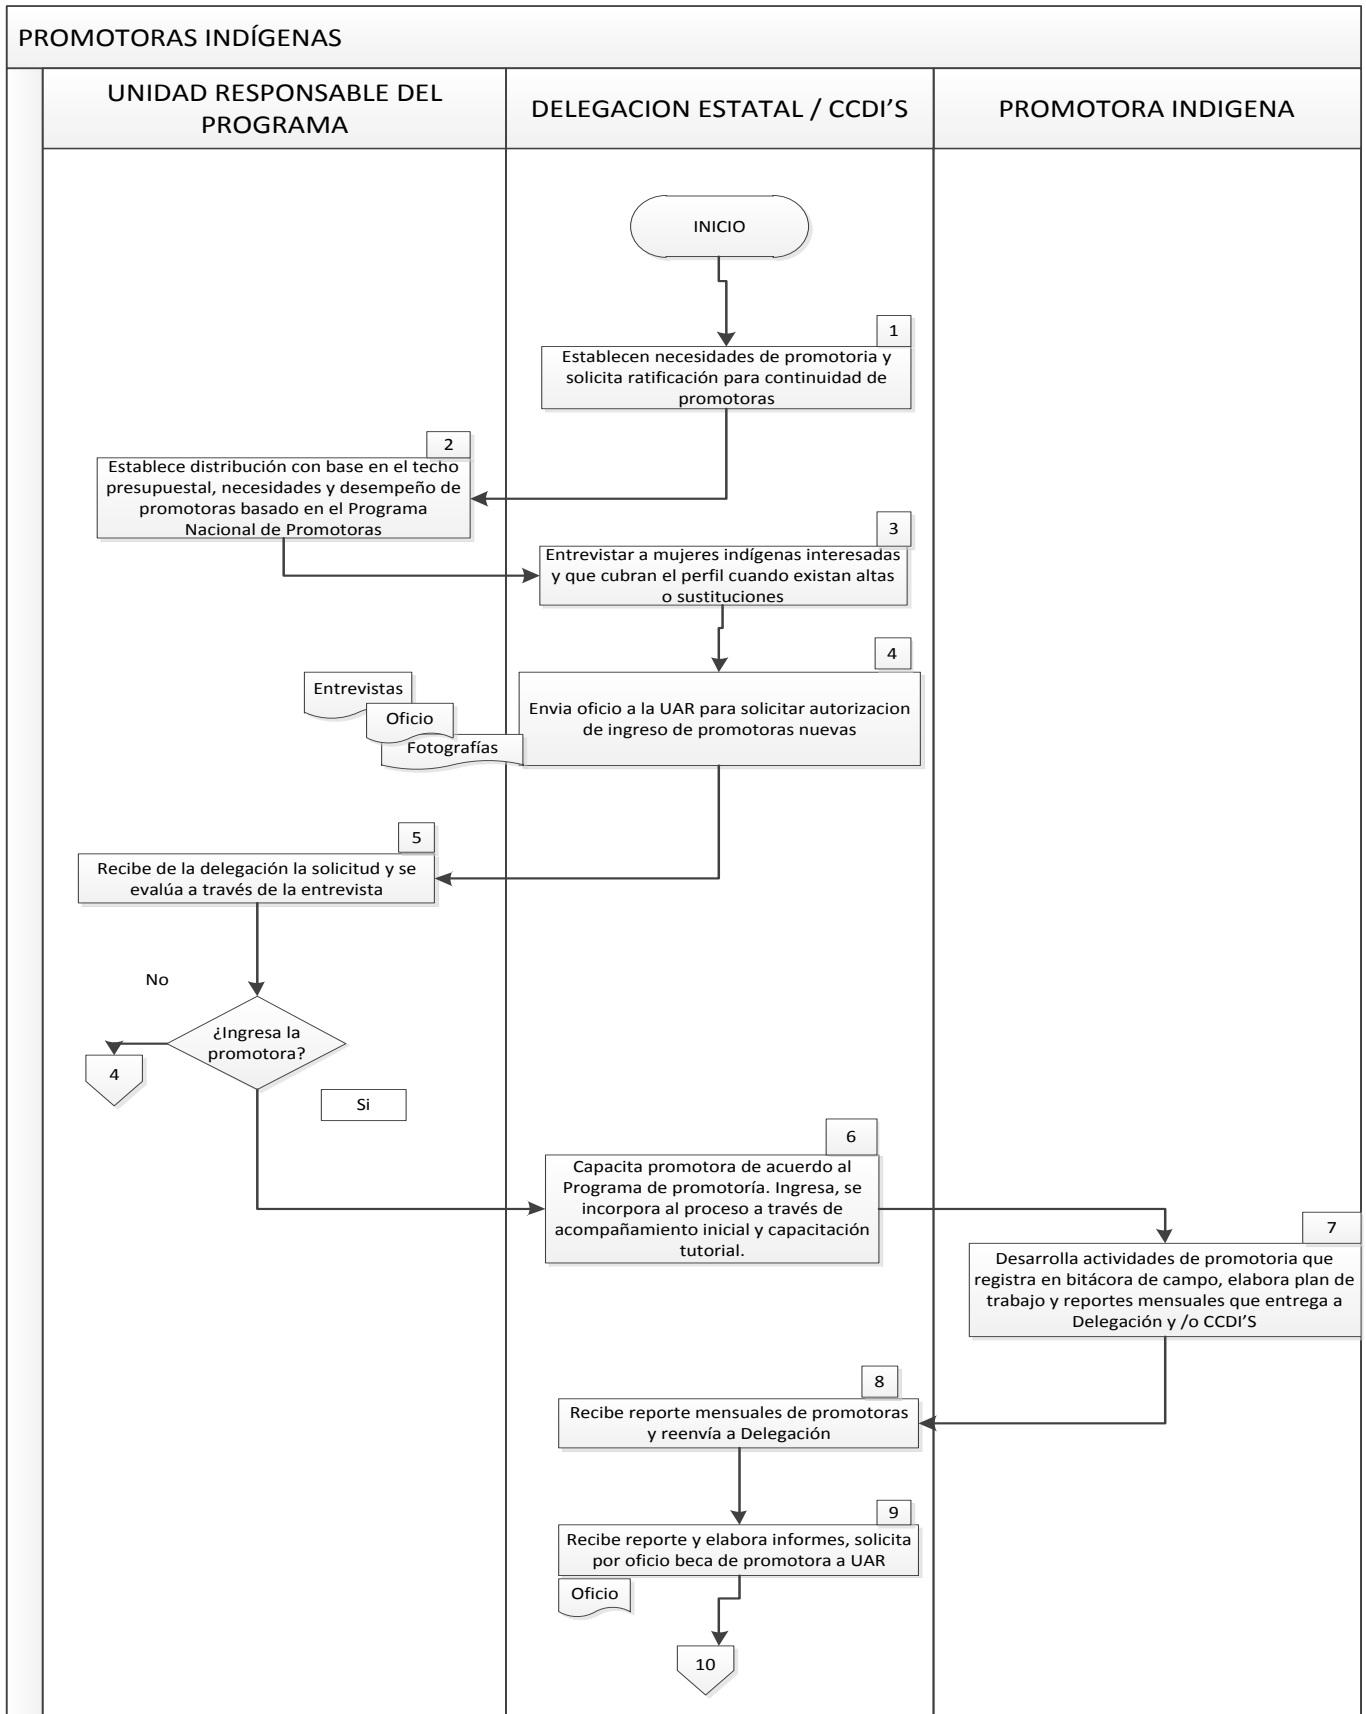 PROMOTORAS INDÍGENAS
UNIDAD RESPONSABLE DEL
PROGRAMA
DELEGACION ESTATAL / CCDI’S
PROMOTORA INDIGENA
INICIO
1
Establecen necesidades de promotoria y
solicita ratificación para continuidad de
promotoras
2
Establece distribución con base en el techo
presupuestal, necesidades y desempeño de
promotoras basado en el Programa
Nacional de Promotoras
3
Entrevistar a mujeres indígenas interesadas
y que cubran el perfil cuando existan altas
o sustituciones
4
Envia oficio a la UAR para solicitar autorizacion
de ingreso de promotoras nuevas
Entrevistas
Oficio
Fotografías
5
Recibe de la delegación la solicitud y se
evalúa a través de la entrevista
No
¿Ingresa la
promotora?
4
Si
6
Capacita promotora de acuerdo al
Programa de promotoría. Ingresa, se
incorpora al proceso a través de
acompañamiento inicial y capacitación
tutorial.
7
Desarrolla actividades de promotoria que
registra en bitácora de campo, elabora plan de
trabajo y reportes mensuales que entrega a
Delegación y /o CCDI’S
8
Recibe reporte mensuales de promotoras
y reenvía a Delegación
9
Recibe reporte y elabora informes, solicita
por oficio beca de promotora a UAR
Oficio
10